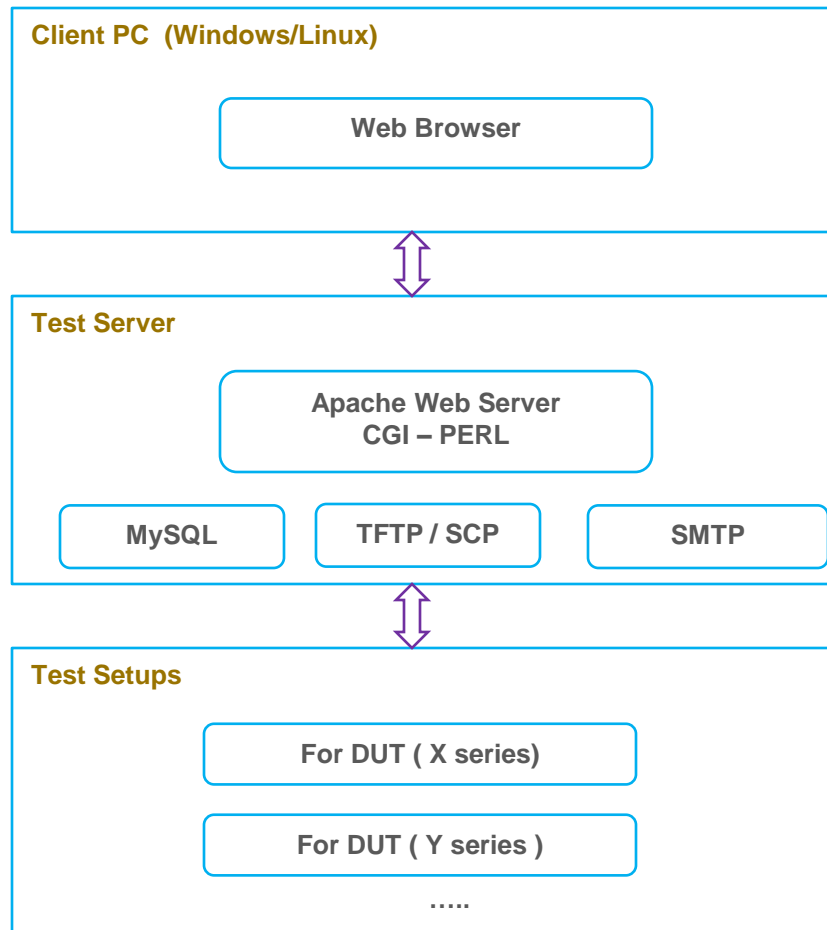 Client PC  (Windows/Linux)
Web Browser
Test Server
Apache Web Server
CGI – PERL
MySQL
TFTP / SCP
SMTP
Test Setups
For DUT ( X series)
For DUT ( Y series )
…..